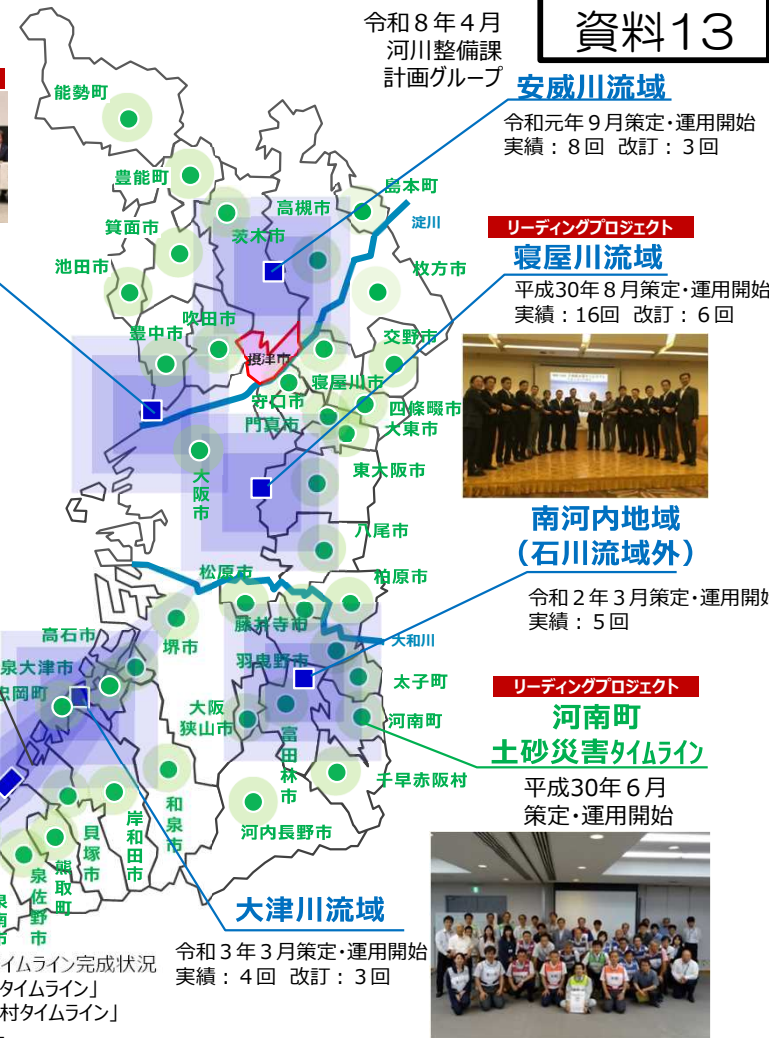 令和８年４月
河川整備課
計画グループ
資料13
安威川流域
令和元年９月策定・運用開始
実績：８回 改訂：３回
リーディングプロジェクト
寝屋川流域
平成30年８月策定・運用開始
実績：16回 改訂：６回
南河内地域
（石川流域外）
令和２年３月策定・運用開始
実績：５回
リーディングプロジェクト
河南町
土砂災害タイムライン
平成30年６月
策定・運用開始
大津川流域
令和３年３月策定・運用開始
実績：４回 改訂：３回
能勢町
豊能町
島本町
高槻市
茨木市
淀川
箕面市
枚方市
池田市
吹田市
豊中市
交野市
摂津市
寝屋川市
守口市
四條畷市
門真市
大東市
大阪市
東大阪市
八尾市
松原市
柏原市
藤井寺市
大和川
高石市
堺市
羽曳野市
泉大津市
太子町
忠岡町
大阪
狭山市
河南町
富田林市
千早赤阪村
和泉市
河内長野市
岸和田市
貝塚市
熊取町
泉佐野市
泉南市
イムライン完成状況
タイムライン」
村タイムライン」